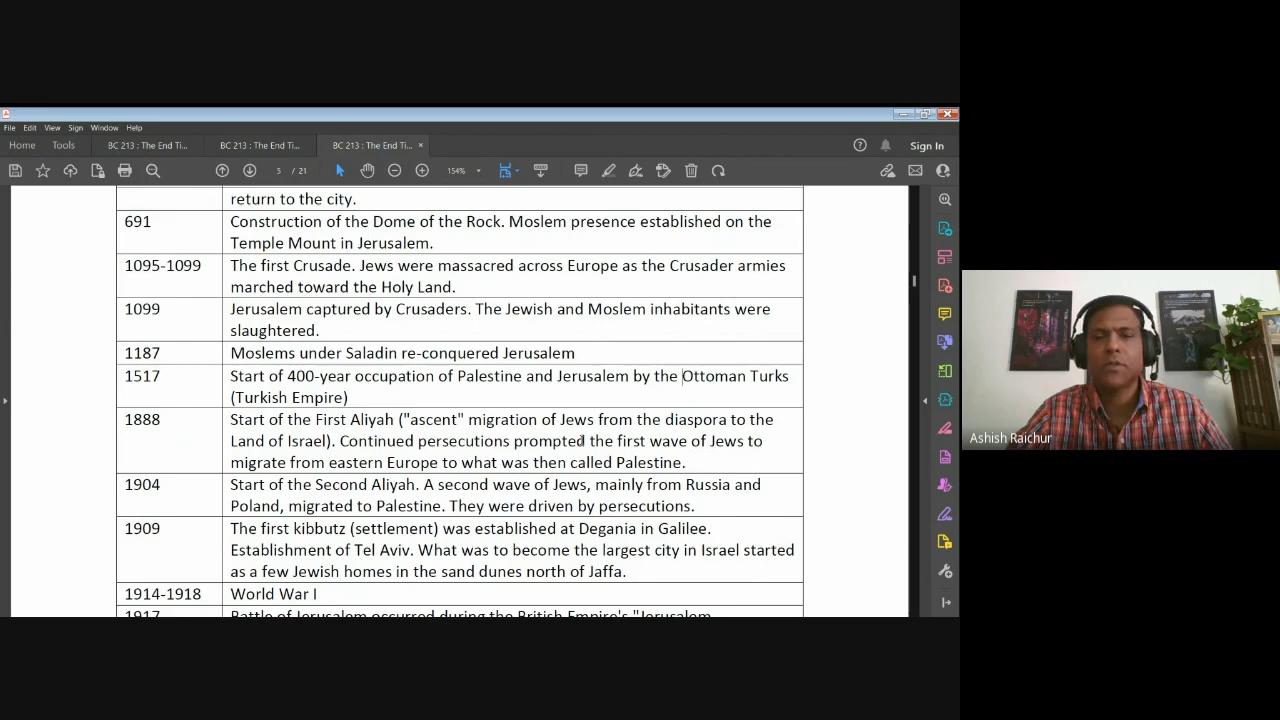 File Edit View Sign Window Help
Home Tools BC 213 : The End Ti... BC 213 : The End Ti... BC 213 : The End Ti... × Sign In
5 / 21 154%
return to the city.
691 Construction of the Dome of the Rock. Moslem presence established on the
Temple Mount in Jerusalem.
1095-1099 The first Crusade. Jews were massacred across Europe as the Crusader armies
marched toward the Holy Land.
1099 Jerusalem captured by Crusaders. The Jewish and Moslem inhabitants were
slaughtered.
1187 Moslems under Saladin re-conquered Jerusalem
1517 Start of 400-year occupation of Palestine and Jerusalem by the Ottoman Turks
(Turkish Empire)
1888 Start of the First Aliyah ("ascent" migration of Jews from the diaspora to the
Land of Israel). Continued persecutions prompted the first wave of Jews to
migrate from eastern Europe to what was then called Palestine.
1904 Start of the Second Aliyah. A second wave of Jews, mainly from Russia and
Poland, migrated to Palestine. They were driven by persecutions.
1909 The first kibbutz (settlement) was established at Degania in Galilee.
Establishment of Tel Aviv. What was to become the largest city in Israel started
as a few Jewish homes in the sand dunes north of Jaffa.
1914-1918 World War I
1917 Battle of Jerusalem occurred during the British Empire's "Jerusalem
Ashish Raichur